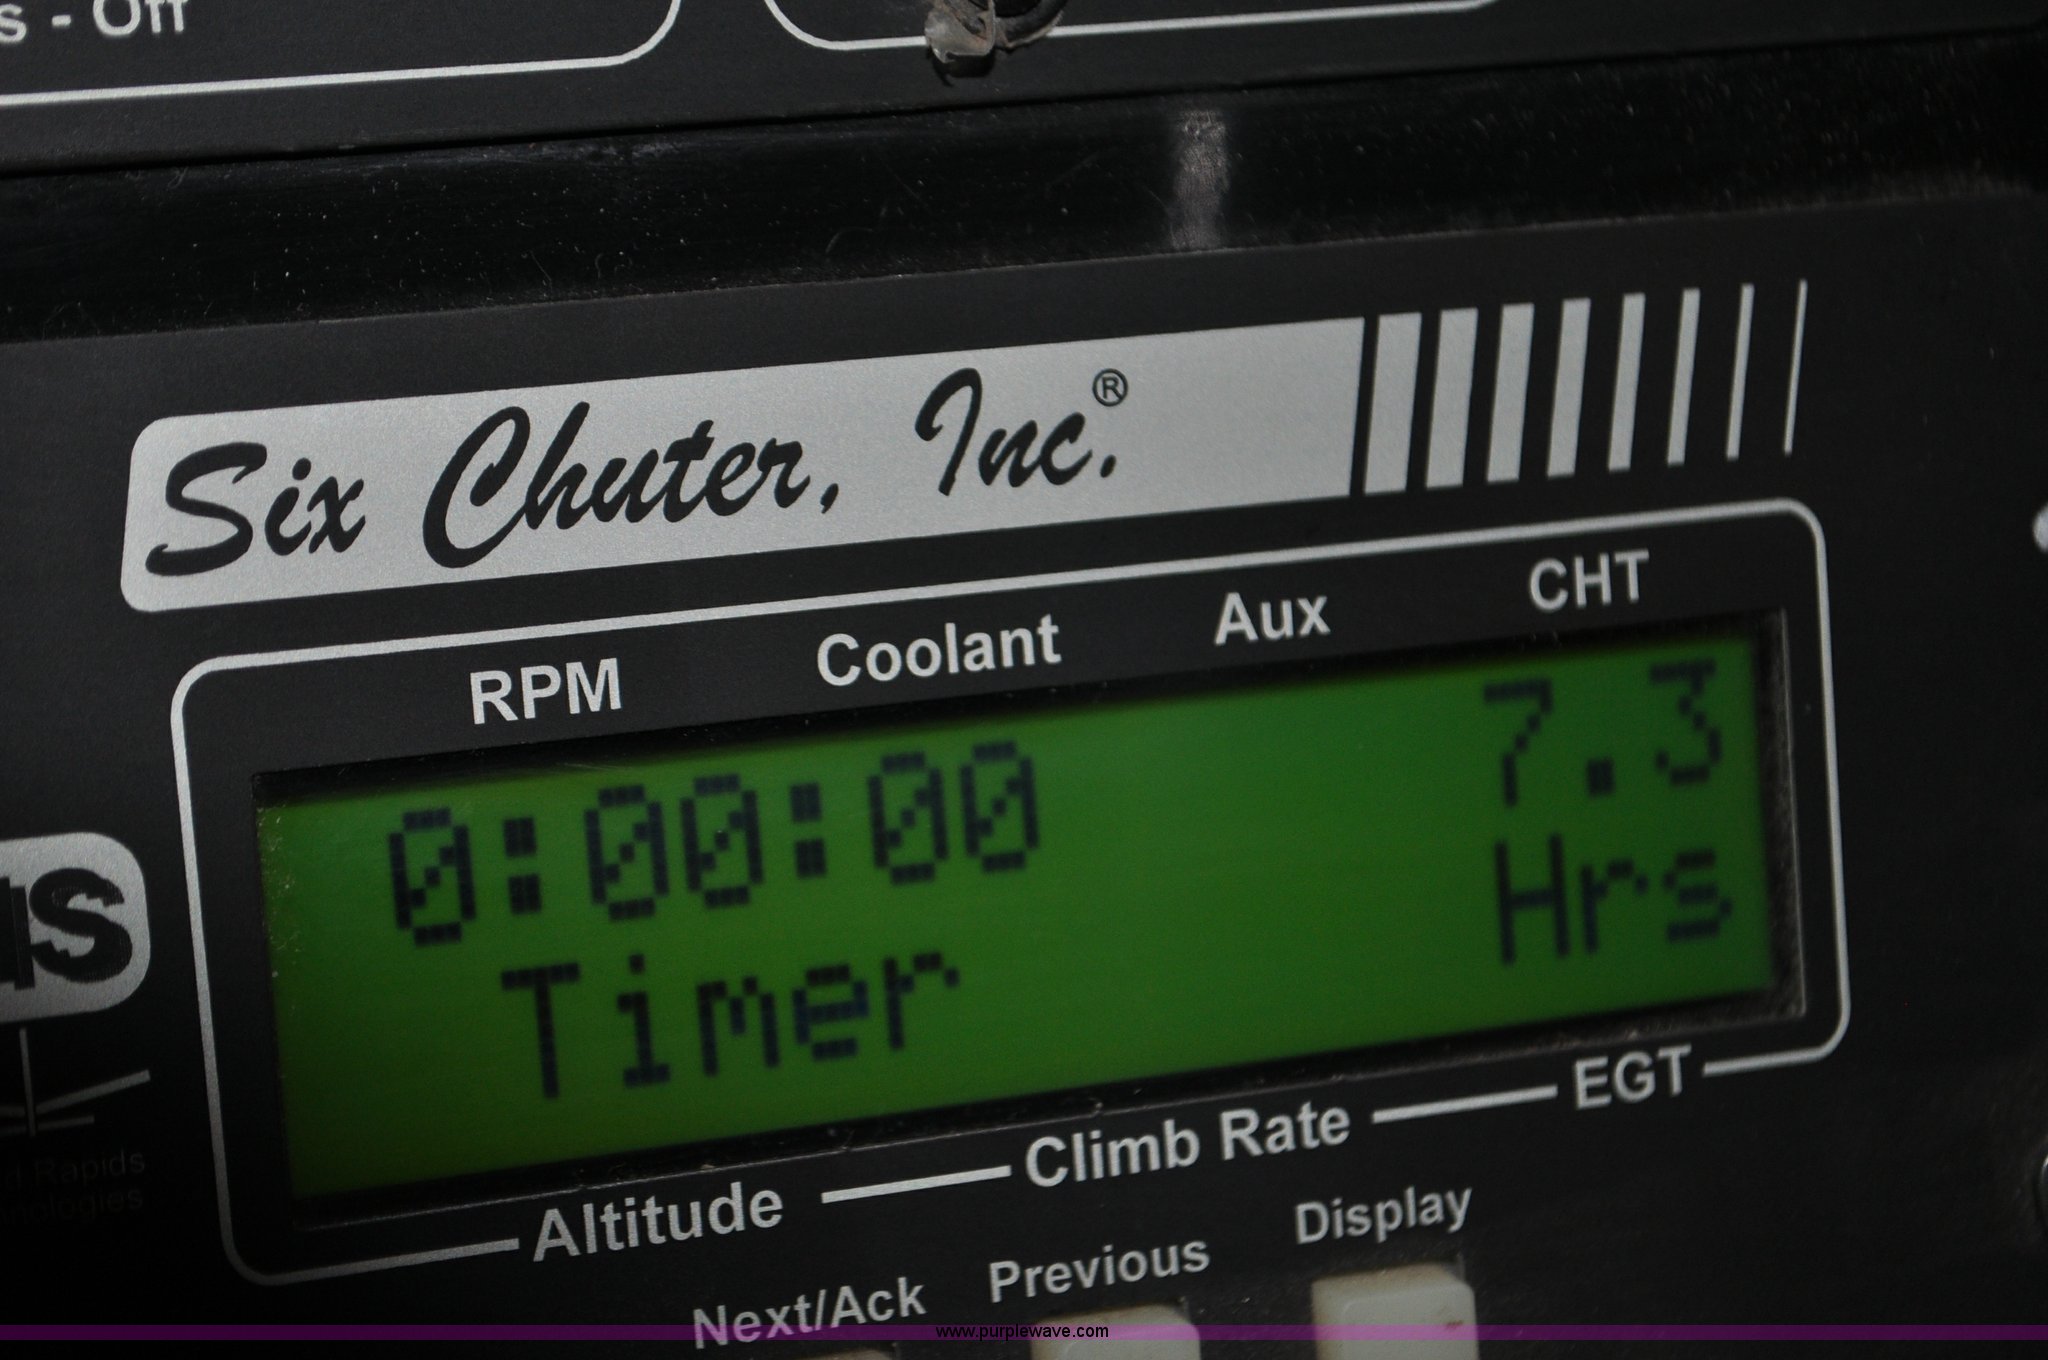 s - Off
Six Chuter, Inc.®
RPM Coolant Aux CHT
0:00:00 7.3
Timer Hrs
Altitude Climb Rate EGT
Rapids
Next/Ack Previous Display
www.purplewave.com